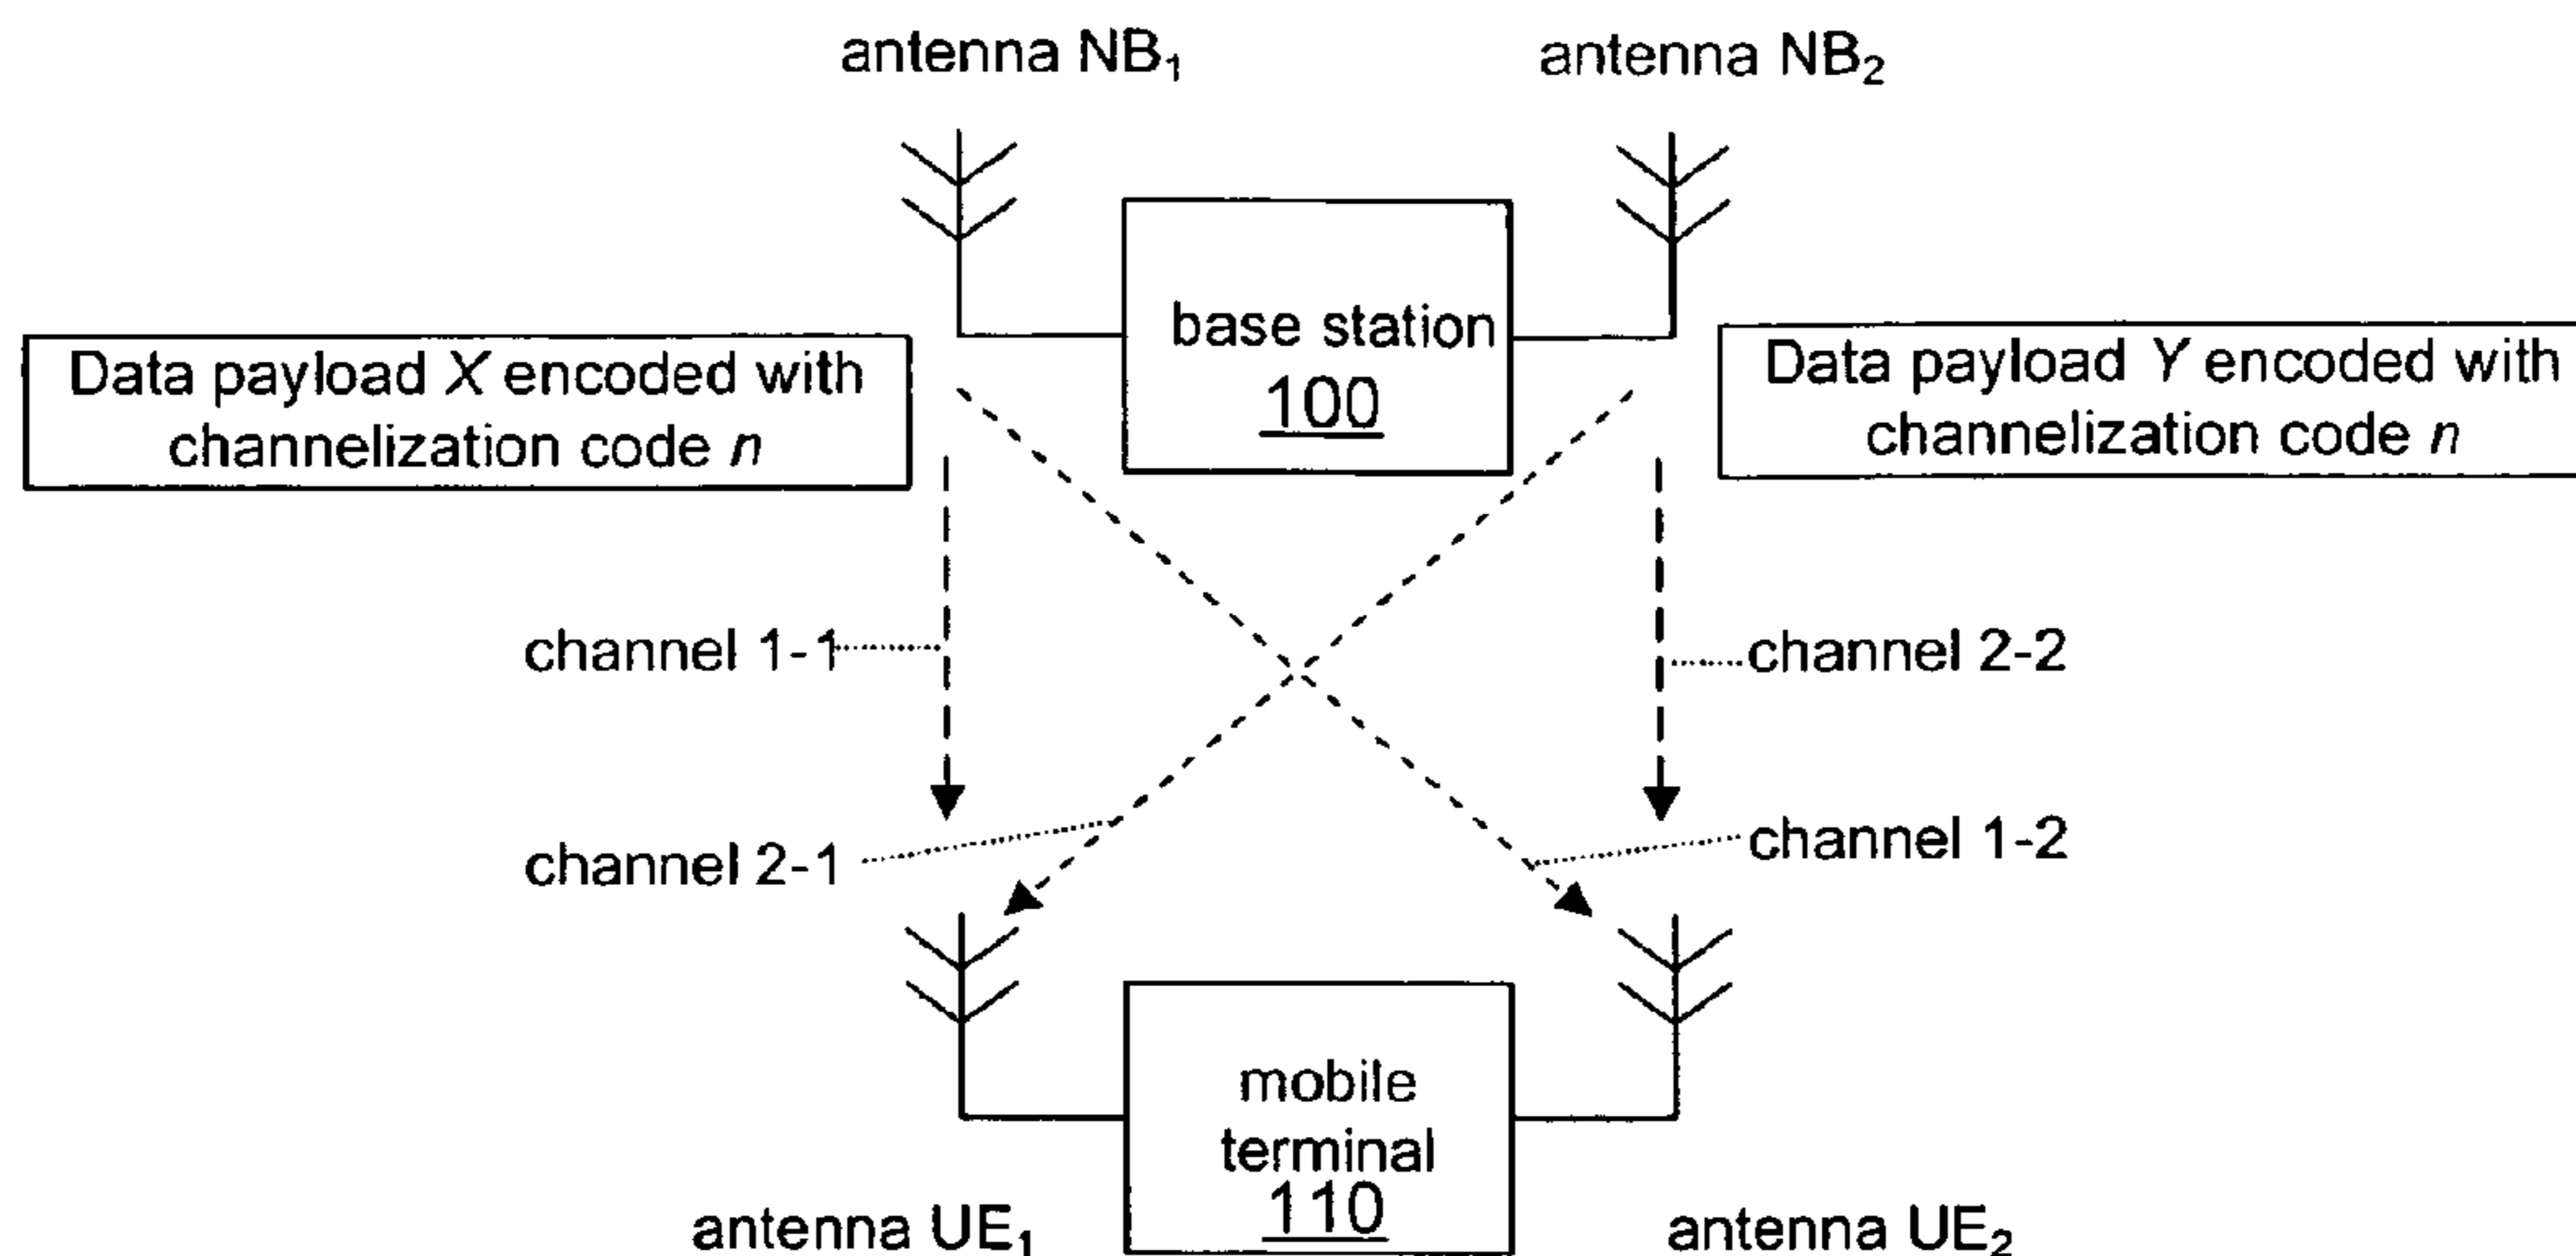 antenna NB₁
antenna NB₂
base station
100
Data payload X encoded with
channelization code n
Data payload Y encoded with
channelization code n
channel 1-1
channel 2-2
channel 2-1
channel 1-2
mobile
terminal
110
antenna UE₁
antenna UE₂